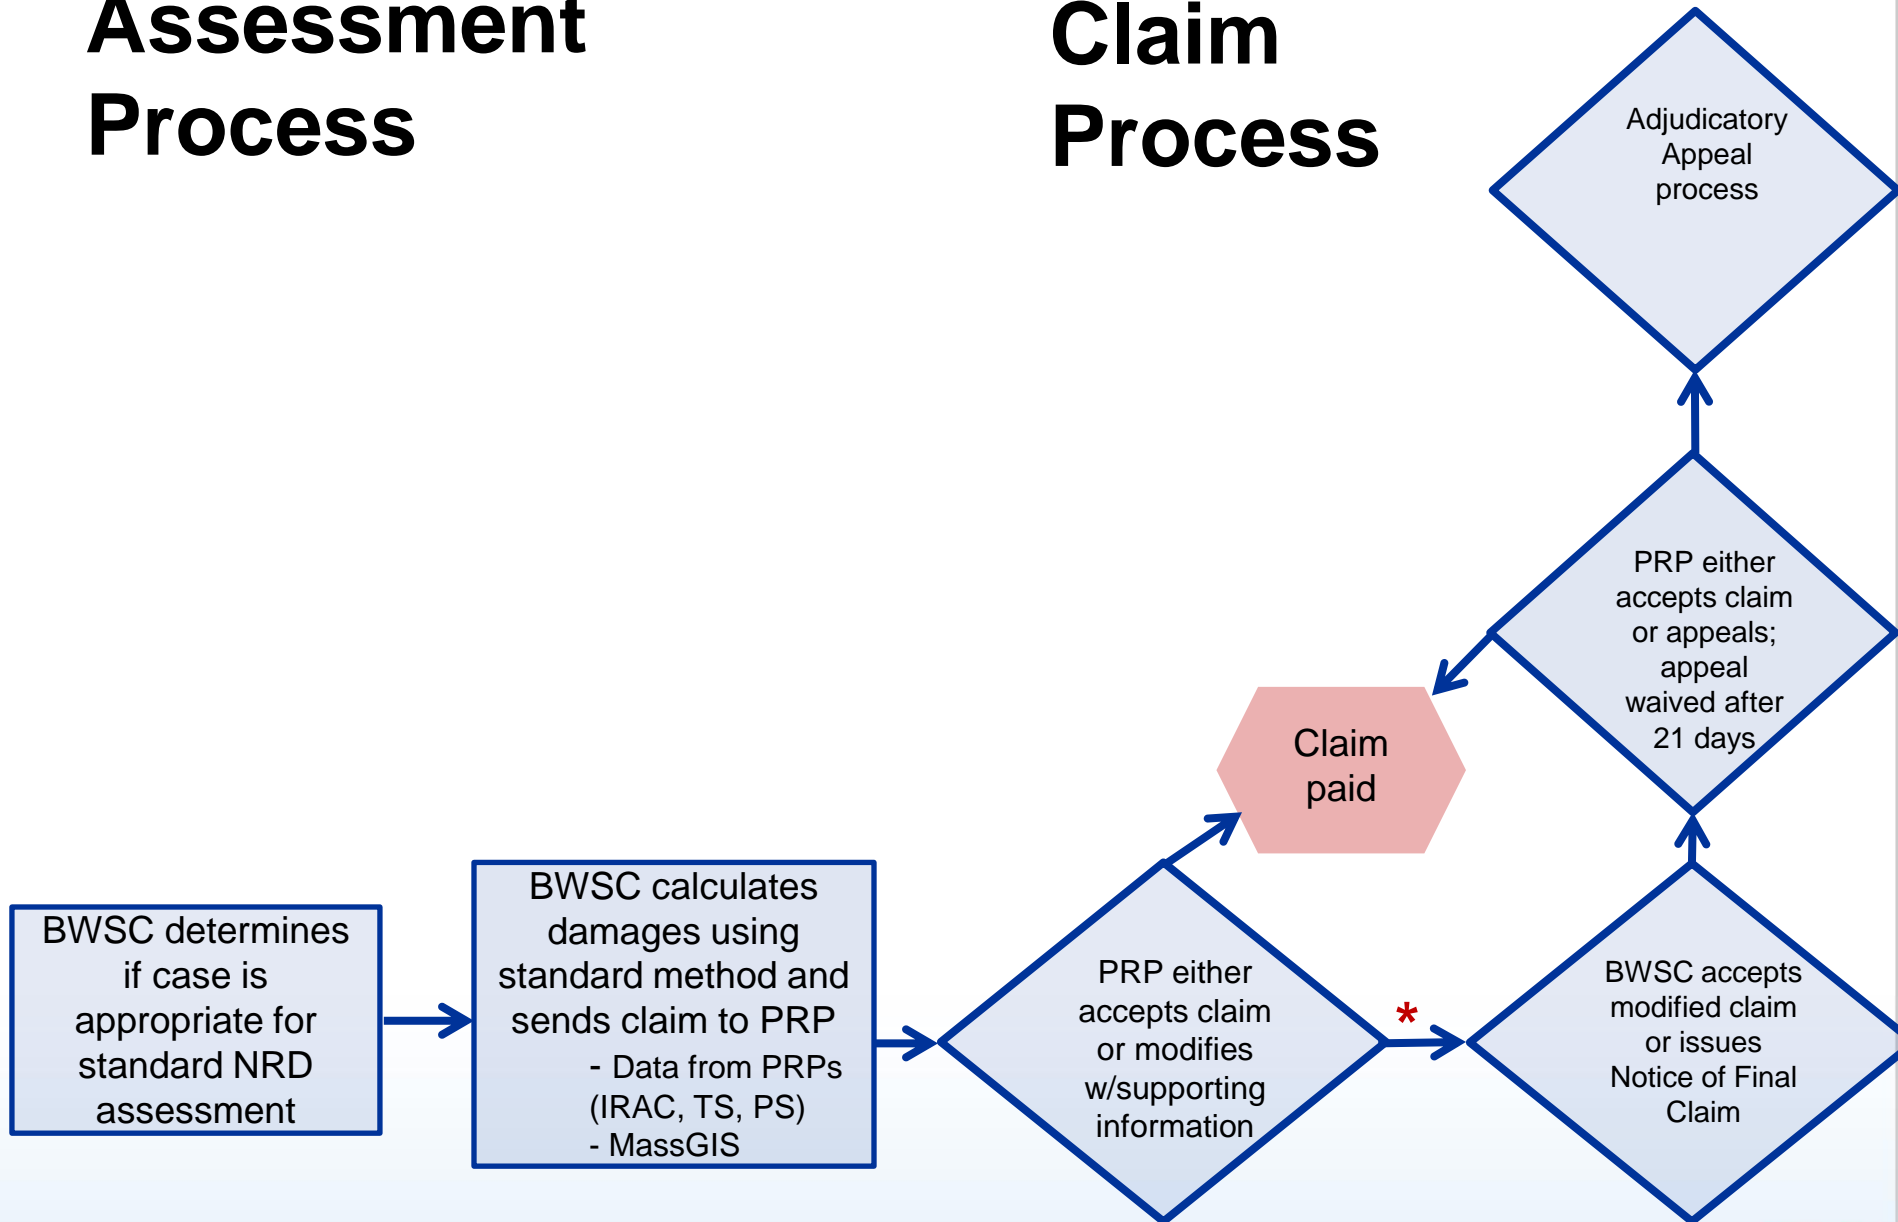 Assessment
Process
Claim
Process
Adjudicatory
Appeal
process
PRP either
accepts claim
or appeals;
appeal
waived after
21 days
Claim
paid
BWSC determines
if case is
appropriate for
standard NRD
assessment
BWSC calculates
damages using
standard method and
sends claim to PRP
- Data from PRPs
(IRAC, TS, PS)
- MassGIS
PRP either
accepts claim
or modifies
w/supporting
information
*
BWSC accepts
modified claim
or issues
Notice of Final
Claim